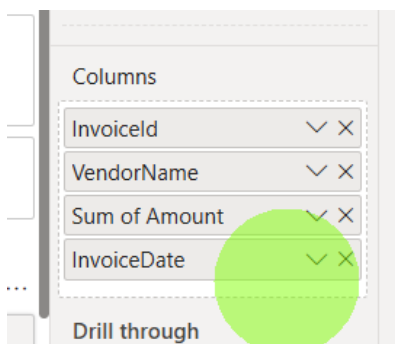 Columns
InvoiceId
VendorName
Sum of Amount
InvoiceDate
...
Drill through